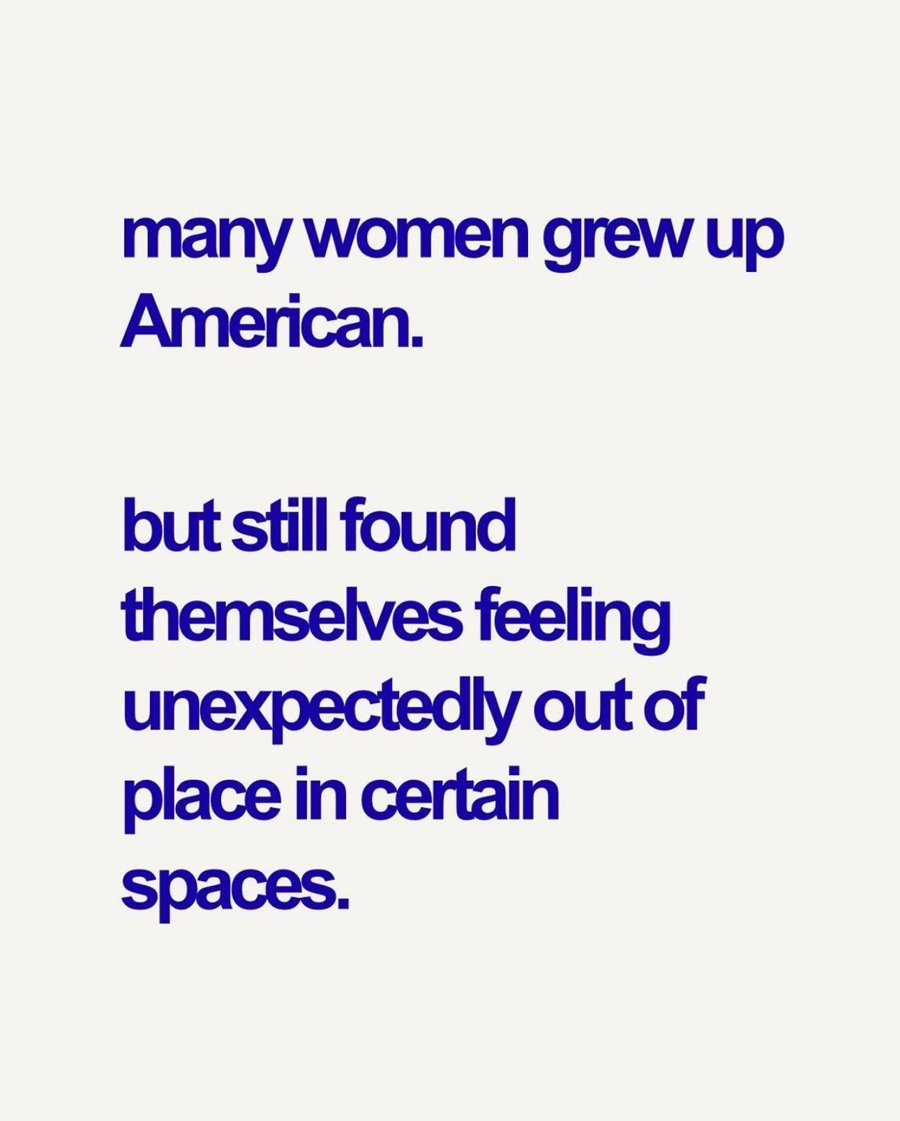 many women grew up
American.
but still found
themselves feeling
unexpectedly out of
place in certain
spaces.